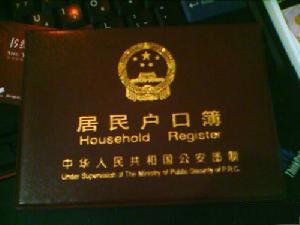 居民户口簿
Household Register
中华人民共和国公安部制
Under Supervision of The Ministry of Public Security of P.R.C.